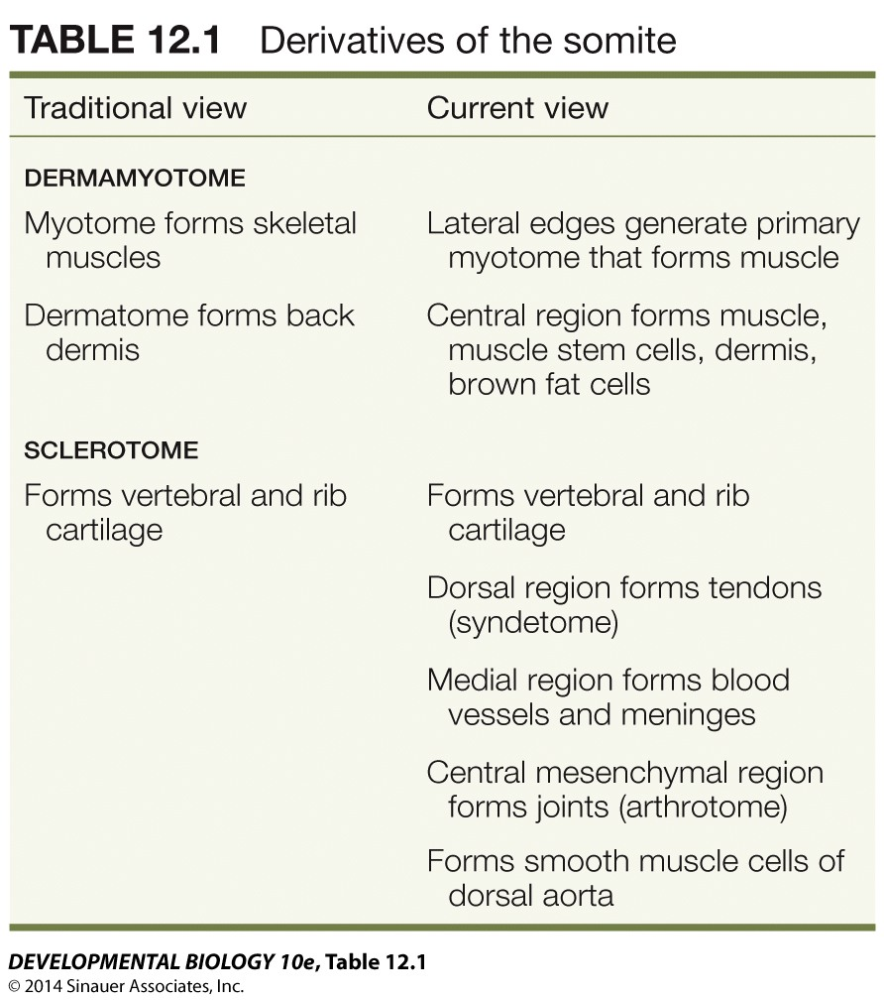 TABLE 12.1 Derivatives of the somite
Traditional view Current view
DERMAMYOTOME
Myotome forms skeletal Lateral edges generate primary
muscles myotome that forms muscle
Dermatome forms back Central region forms muscle,
dermis muscle stem cells, dermis,
brown fat cells
SCLEROTOME
Forms vertebral and rib Forms vertebral and rib
cartilage cartilage
Dorsal region forms tendons
(syndetome)
Medial region forms blood
vessels and meninges
Central mesenchymal region
forms joints (arthrotome)
Forms smooth muscle cells of
dorsal aorta
DEVELOPMENTAL BIOLOGY 10e, Table 12.1
© 2014 Sinauer Associates, Inc.